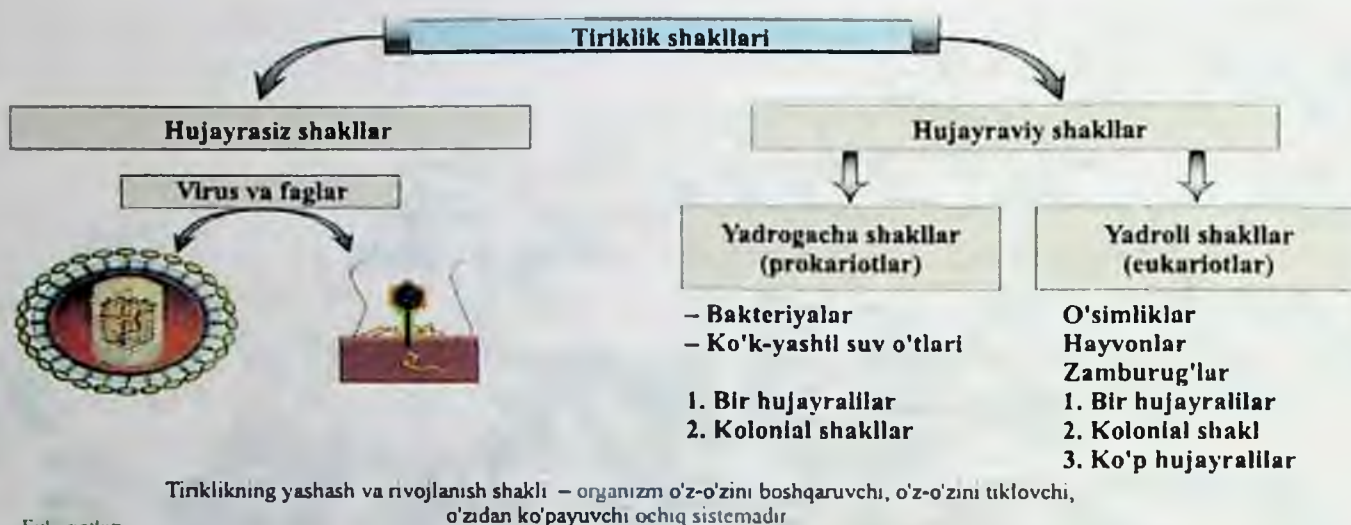 Tiriklik shakllari
Hujayrasiz shakllar
Virus va faglar
Hujayraviy shakllar
Yadrogacha shakllar
(prokariotlar)
– Bakteriyalar
– Ko'k-yashil suv o'tlari
1. Bir hujayralilar
2. Kolonial shakllar
Yadroli shakllar
(eukariotlar)
O'simliklar
Hayvonlar
Zamburug'lar
1. Bir hujayralilar
2. Kolonial shakl
3. Ko'p hujayralilar
Tiriklikning yashash va rivojlanish shakli – organizm o'z-o'zini boshqaruvchi, o'z-o'zini tiklovchi,
o'zidan ko'payuvchi ochiq sistemadir